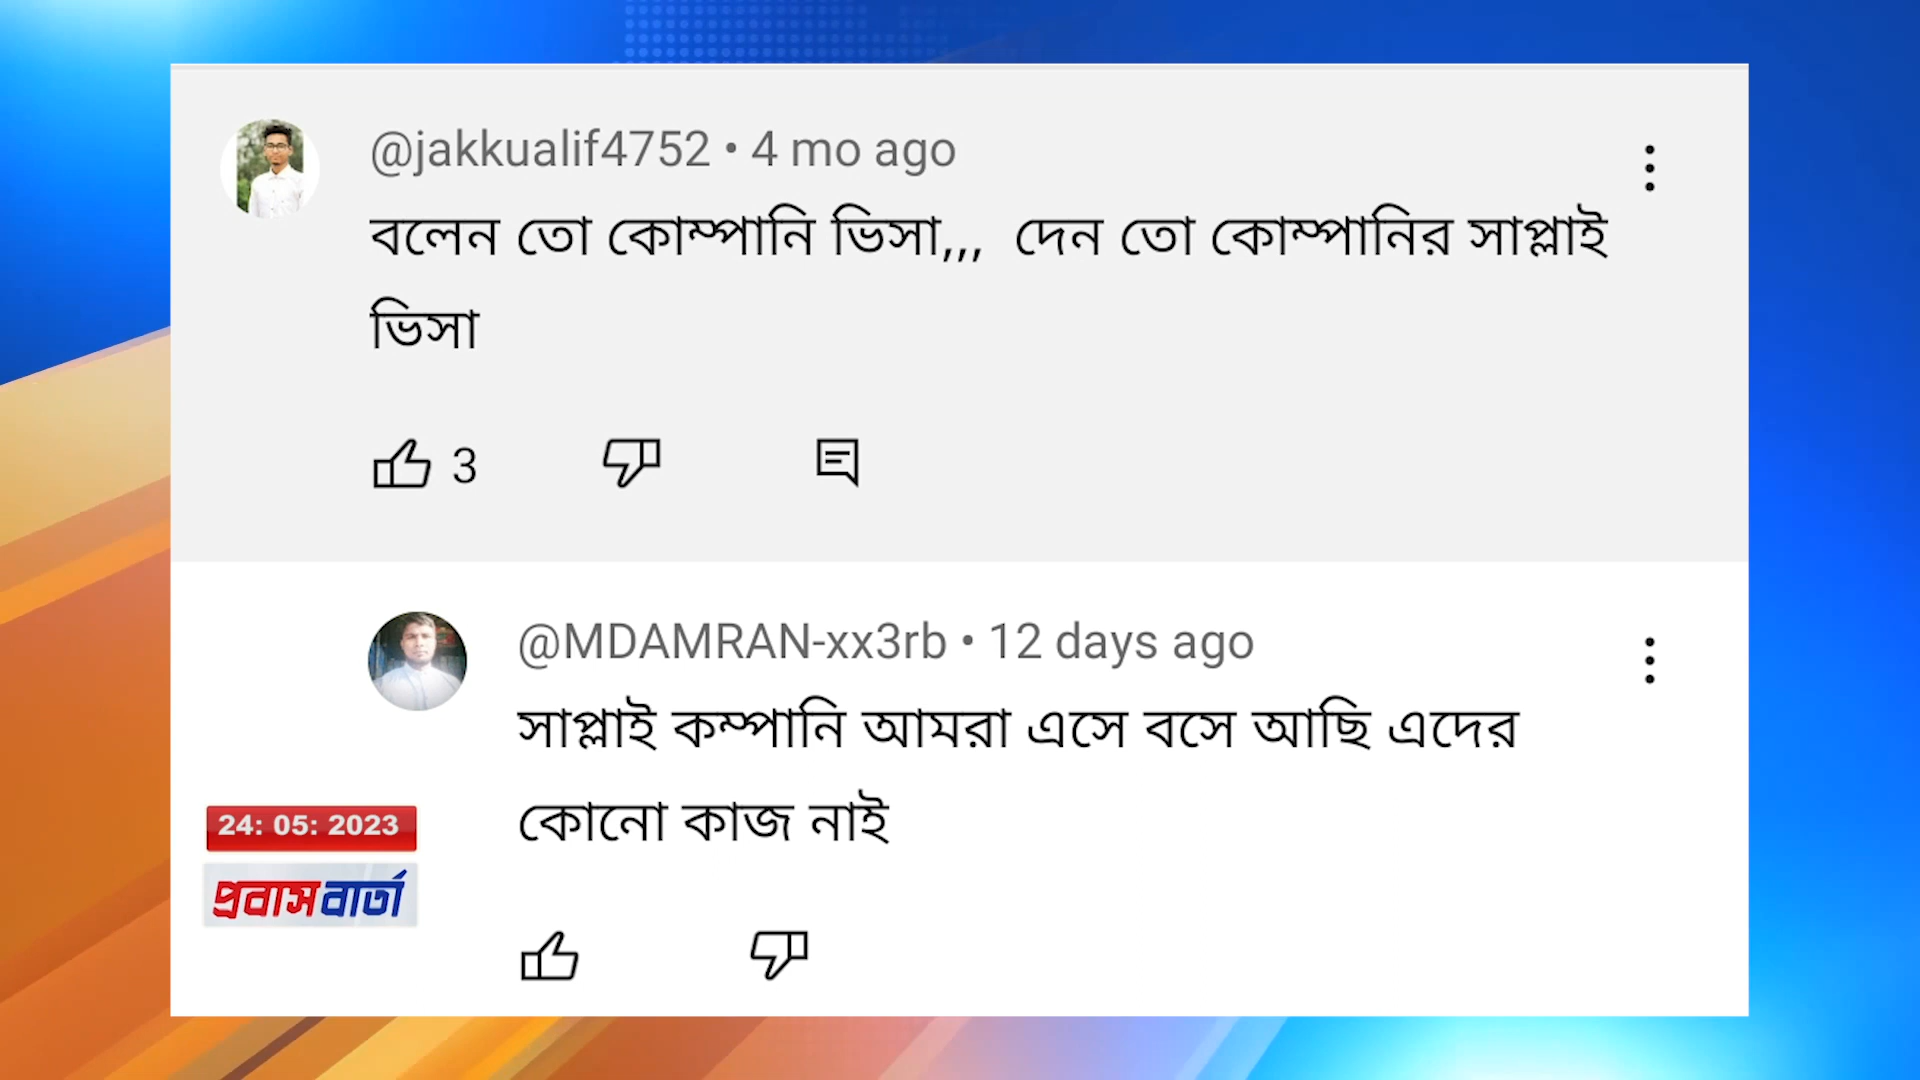 @jakkualif4752 • 4 mo ago
বলেন তো কোম্পানি ভিসা,,, দেন তো কোম্পানির সাপ্লাই
ভিসা
3
@MDAMRAN-xx3rb • 12 days ago
সাপ্লাই কম্পানি আমরা এসে বসে আছি এদের
কোনো কাজ নাই
24: 05: 2023
প্রবাস বার্তা